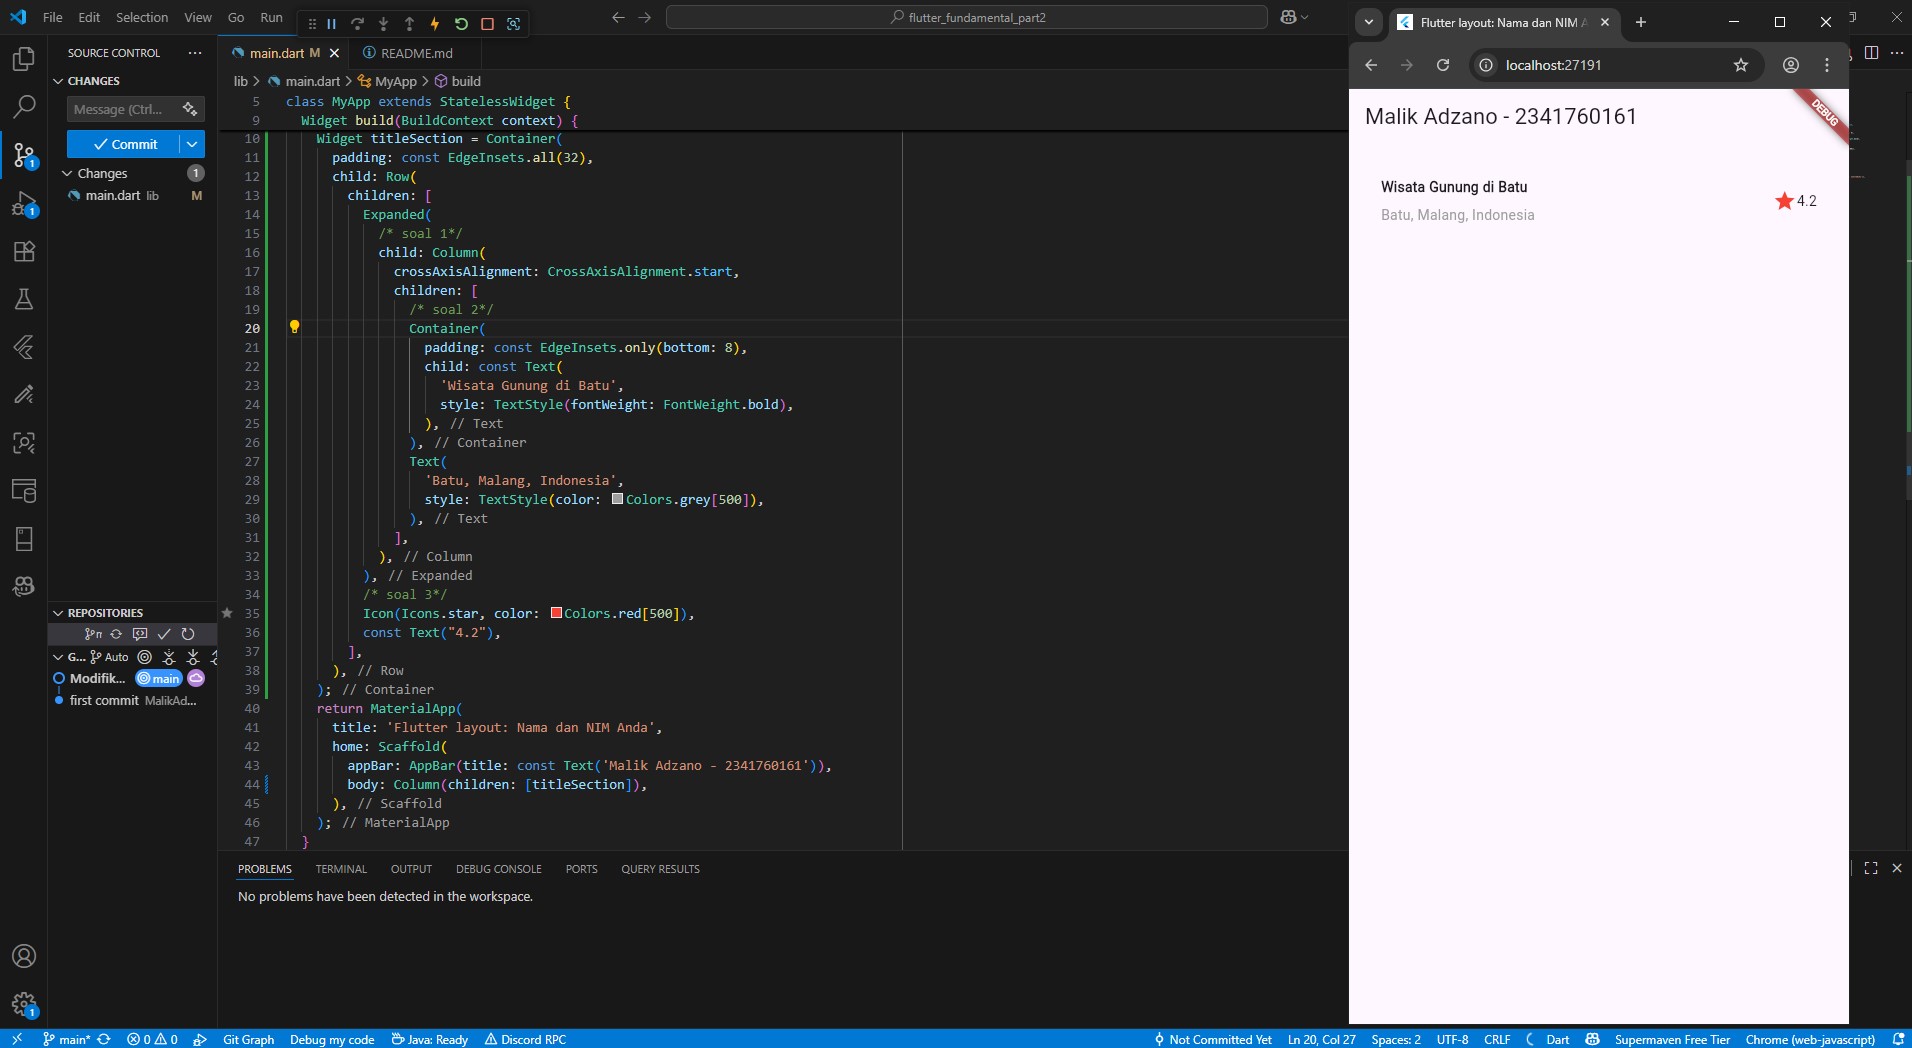 File Edit Selection View Go Run
flutter_fundamental_part2
SOURCE CONTROL
CHANGES
Message (Ctrl...
Commit
Changes 1
main.dart lib M
REPOSITORIES
G... Auto
Modifik... main
first commit MalikAd...
main.dart M
README.md
lib > main.dart > MyApp > build
5 class MyApp extends StatelessWidget {
9 Widget build(BuildContext context) {
10 Widget titleSection = Container(
11 padding: const EdgeInsets.all(32),
12 child: Row(
13 children: [
14 Expanded(
15 /* soal 1*/
16 child: Column(
17 crossAxisAlignment: CrossAxisAlignment.start,
18 children: [
19 /* soal 2*/
20 Container(
21 padding: const EdgeInsets.only(bottom: 8),
22 child: const Text(
23 'Wisata Gunung di Batu',
24 style: TextStyle(fontWeight: FontWeight.bold),
25 ), // Text
26 ), // Container
27 Text(
28 'Batu, Malang, Indonesia',
29 style: TextStyle(color: Colors.grey[500]),
30 ), // Text
31 ],
32 ), // Column
33 ), // Expanded
34 /* soal 3*/
35 Icon(Icons.star, color: Colors.red[500]),
36 const Text("4.2"),
37 ],
38 ), // Row
39 ); // Container
40 return MaterialApp(
41 title: 'Flutter layout: Nama dan NIM Anda',
42 home: Scaffold(
43 appBar: AppBar(title: const Text('Malik Adzano - 2341760161')),
44 body: Column(children: [titleSection]),
45 ), // Scaffold
46 ); // MaterialApp
47 }
PROBLEMS TERMINAL OUTPUT DEBUG CONSOLE PORTS QUERY RESULTS
No problems have been detected in the workspace.
Flutter layout: Nama dan NIM A
localhost:27191
Malik Adzano - 2341760161
DEBUG
Wisata Gunung di Batu
Batu, Malang, Indonesia
4.2
main* 0 0 Git Graph Debug my code Java: Ready Discord RPC
Not Committed Yet Ln 20, Col 27 Spaces: 2 UTF-8 CRLF Dart Supermaven Free Tier Chrome (web-javascript)